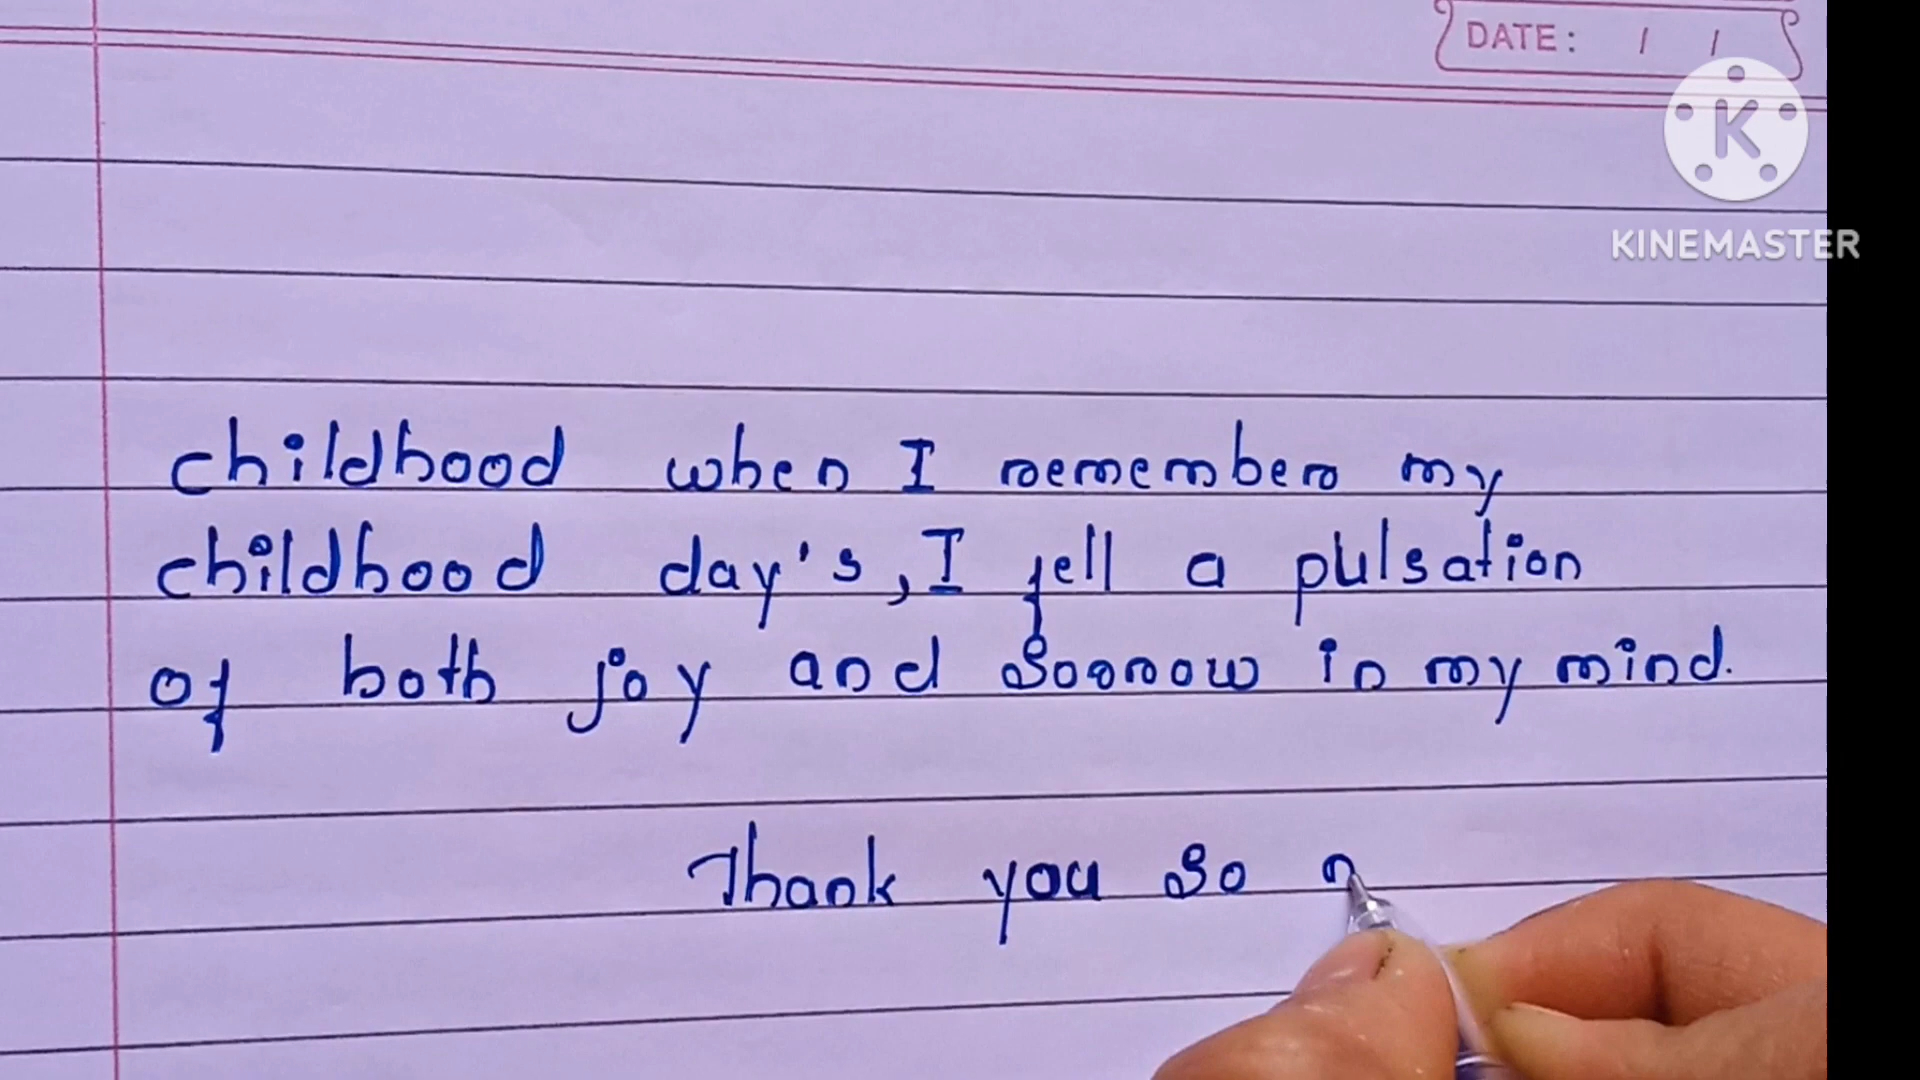 DATE: / /
KINEMASTER
childhood when I remember my
childhood day's, I fell a pulsation
of both joy and Sorrow in my mind.
Thank you So